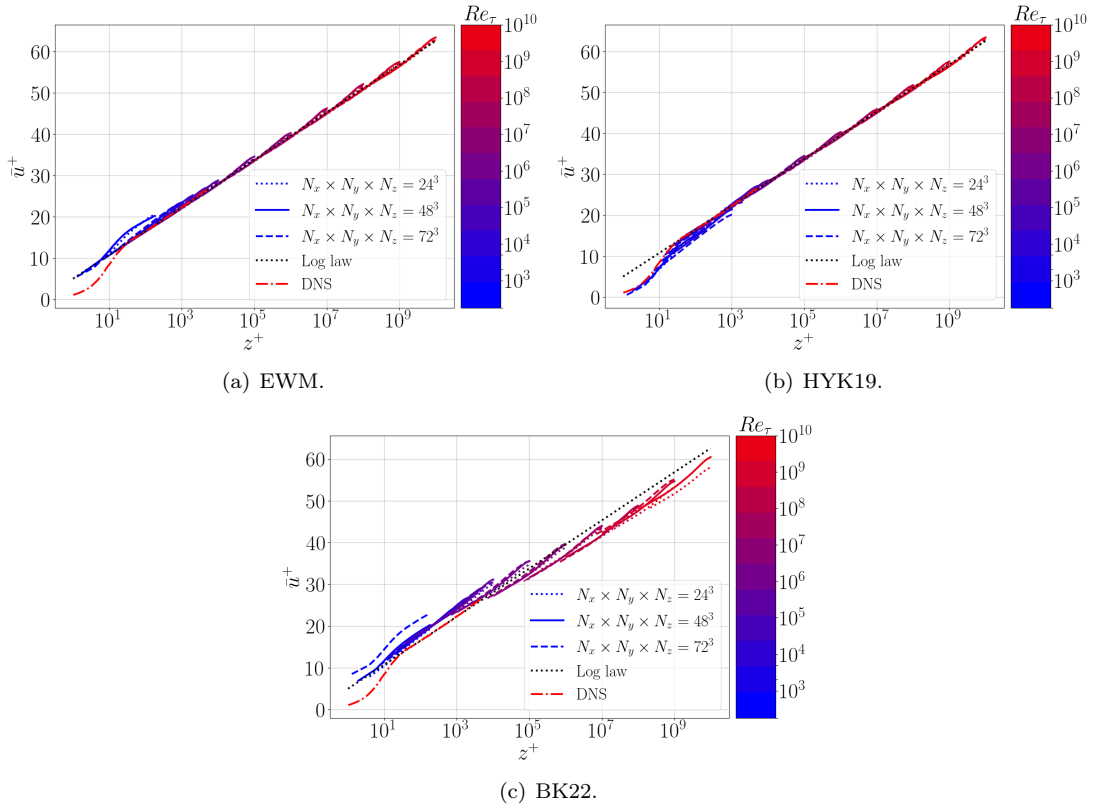 Re_τ
10^10
10^9
10^8
10^7
10^6
10^5
10^4
10^3
60
50
40
30
20
10
0
ū^+
N_x × N_y × N_z = 24^3
N_x × N_y × N_z = 48^3
N_x × N_y × N_z = 72^3
Log law
DNS
10^1 10^3 10^5 10^7 10^9
z^+
(a) EWM.
Re_τ
10^10
10^9
10^8
10^7
10^6
10^5
10^4
10^3
60
50
40
30
20
10
0
ū^+
N_x × N_y × N_z = 24^3
N_x × N_y × N_z = 48^3
N_x × N_y × N_z = 72^3
Log law
DNS
10^1 10^3 10^5 10^7 10^9
z^+
(b) HYK19.
Re_τ
10^10
10^9
10^8
10^7
10^6
10^5
10^4
10^3
60
50
40
30
20
10
0
ū^+
N_x × N_y × N_z = 24^3
N_x × N_y × N_z = 48^3
N_x × N_y × N_z = 72^3
Log law
DNS
10^1 10^3 10^5 10^7 10^9
z^+
(c) BK22.